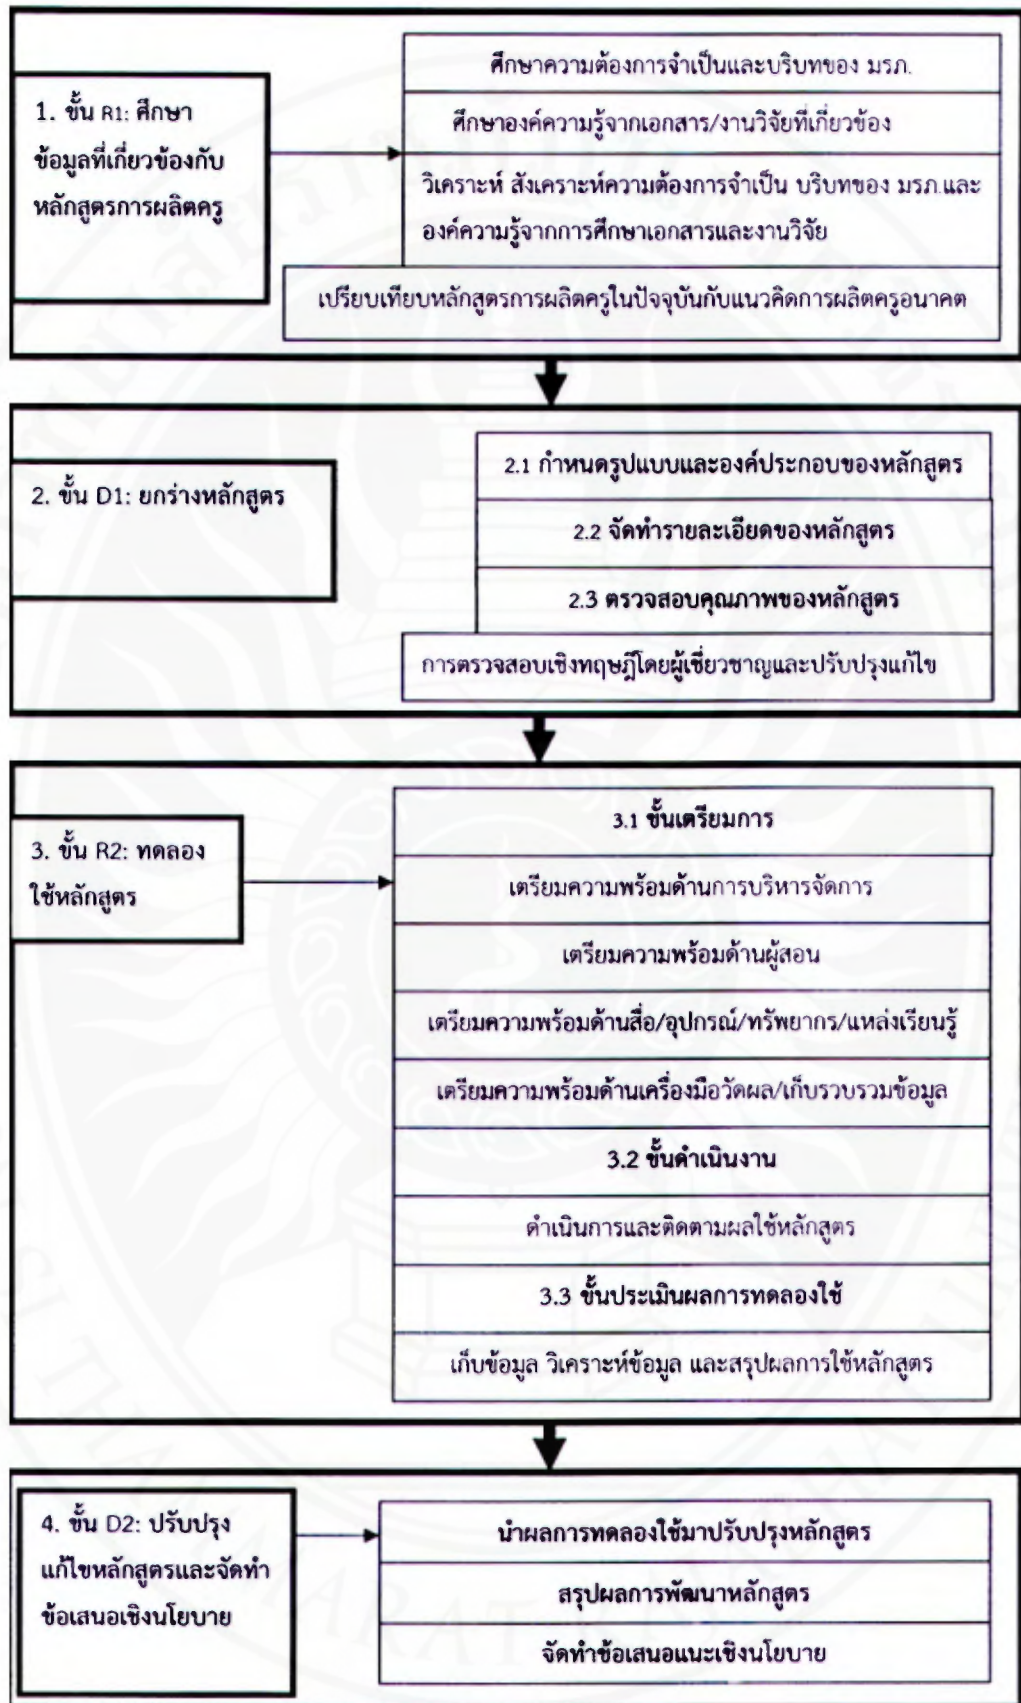 1. ขั้น R1: ศึกษา
ข้อมูลที่เกี่ยวข้องกับ
หลักสูตรการผลิตครู
ศึกษาความต้องการจำเป็นและบริบทของ มรภ.
ศึกษาองค์ความรู้จากเอกสาร/งานวิจัยที่เกี่ยวข้อง
วิเคราะห์ สังเคราะห์ความต้องการจำเป็น บริบทของ มรภ.และ
องค์ความรู้จากการศึกษาเอกสารและงานวิจัย
เปรียบเทียบหลักสูตรการผลิตครูในปัจจุบันกับแนวคิดการผลิตครูอนาคต
2. ขั้น D1: ยกร่างหลักสูตร
2.1 กำหนดรูปแบบและองค์ประกอบของหลักสูตร
2.2 จัดทำรายละเอียดของหลักสูตร
2.3 ตรวจสอบคุณภาพของหลักสูตร
การตรวจสอบเชิงทฤษฎีโดยผู้เชี่ยวชาญและปรับปรุงแก้ไข
3. ขั้น R2: ทดลอง
ใช้หลักสูตร
3.1 ขั้นเตรียมการ
เตรียมความพร้อมด้านการบริหารจัดการ
เตรียมความพร้อมด้านผู้สอน
เตรียมความพร้อมด้านสื่อ/อุปกรณ์/ทรัพยากร/แหล่งเรียนรู้
เตรียมความพร้อมด้านเครื่องมือวัดผล/เก็บรวบรวมข้อมูล
3.2 ขั้นดำเนินงาน
ดำเนินการและติดตามผลใช้หลักสูตร
3.3 ขั้นประเมินผลการทดลองใช้
เก็บข้อมูล วิเคราะห์ข้อมูล และสรุปผลการใช้หลักสูตร
4. ขั้น D2: ปรับปรุง
แก้ไขหลักสูตรและจัดทำ
ข้อเสนอเชิงนโยบาย
นำผลการทดลองใช้มาปรับปรุงหลักสูตร
สรุปผลการพัฒนาหลักสูตร
จัดทำข้อเสนอแนะเชิงนโยบาย